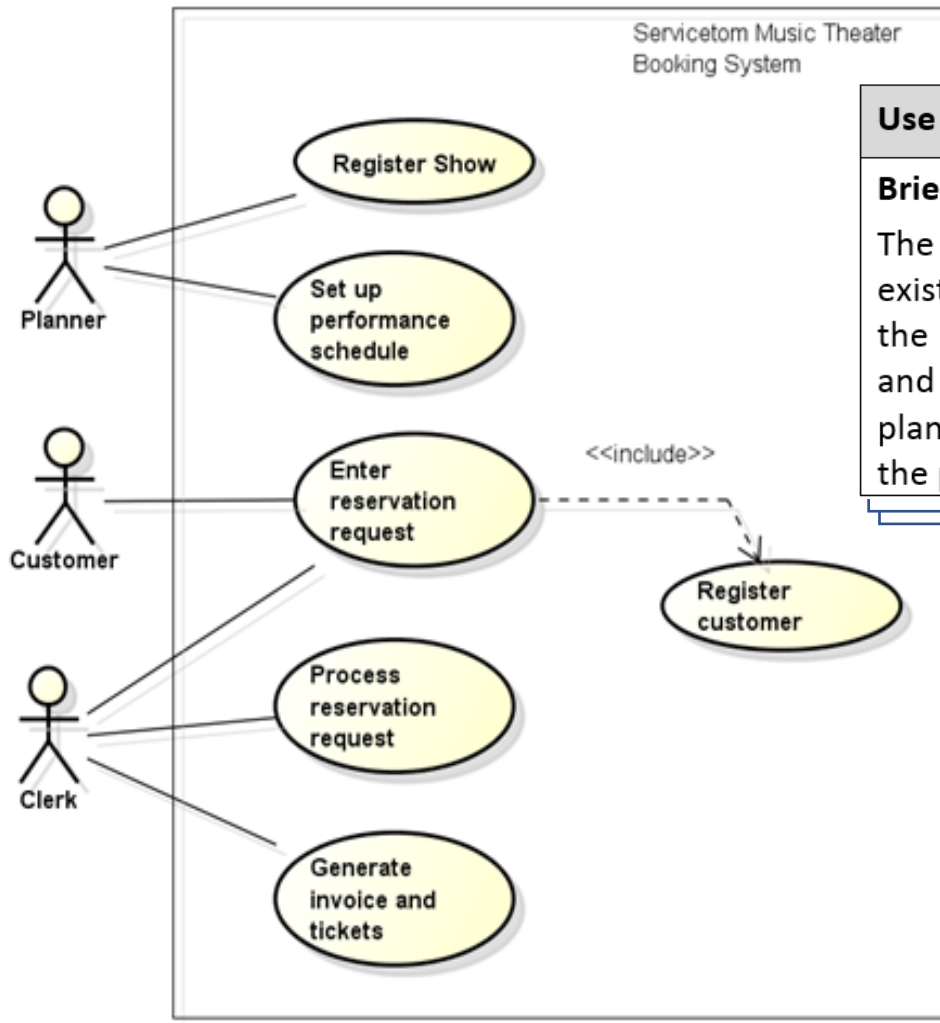 Servicetom Music Theater
Booking System
Register Show
Planner
Set up
performance
schedule
Customer
Enter
reservation
request
<<include>>
Register
customer
Clerk
Process
reservation
request
Generate
invoice and
tickets
Use
Brie
The
exist
the
and
plan
the